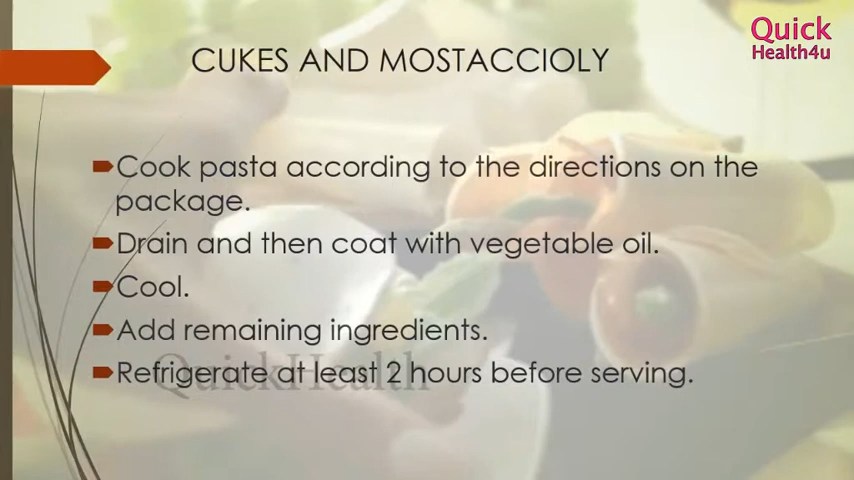 Quick
Health4u
CUKES AND MOSTACCIOLY
Cook pasta according to the directions on the
package.
Drain and then coat with vegetable oil.
Cool.
Add remaining ingredients.
Refrigerate at least 2 hours before serving.
QuickHealth